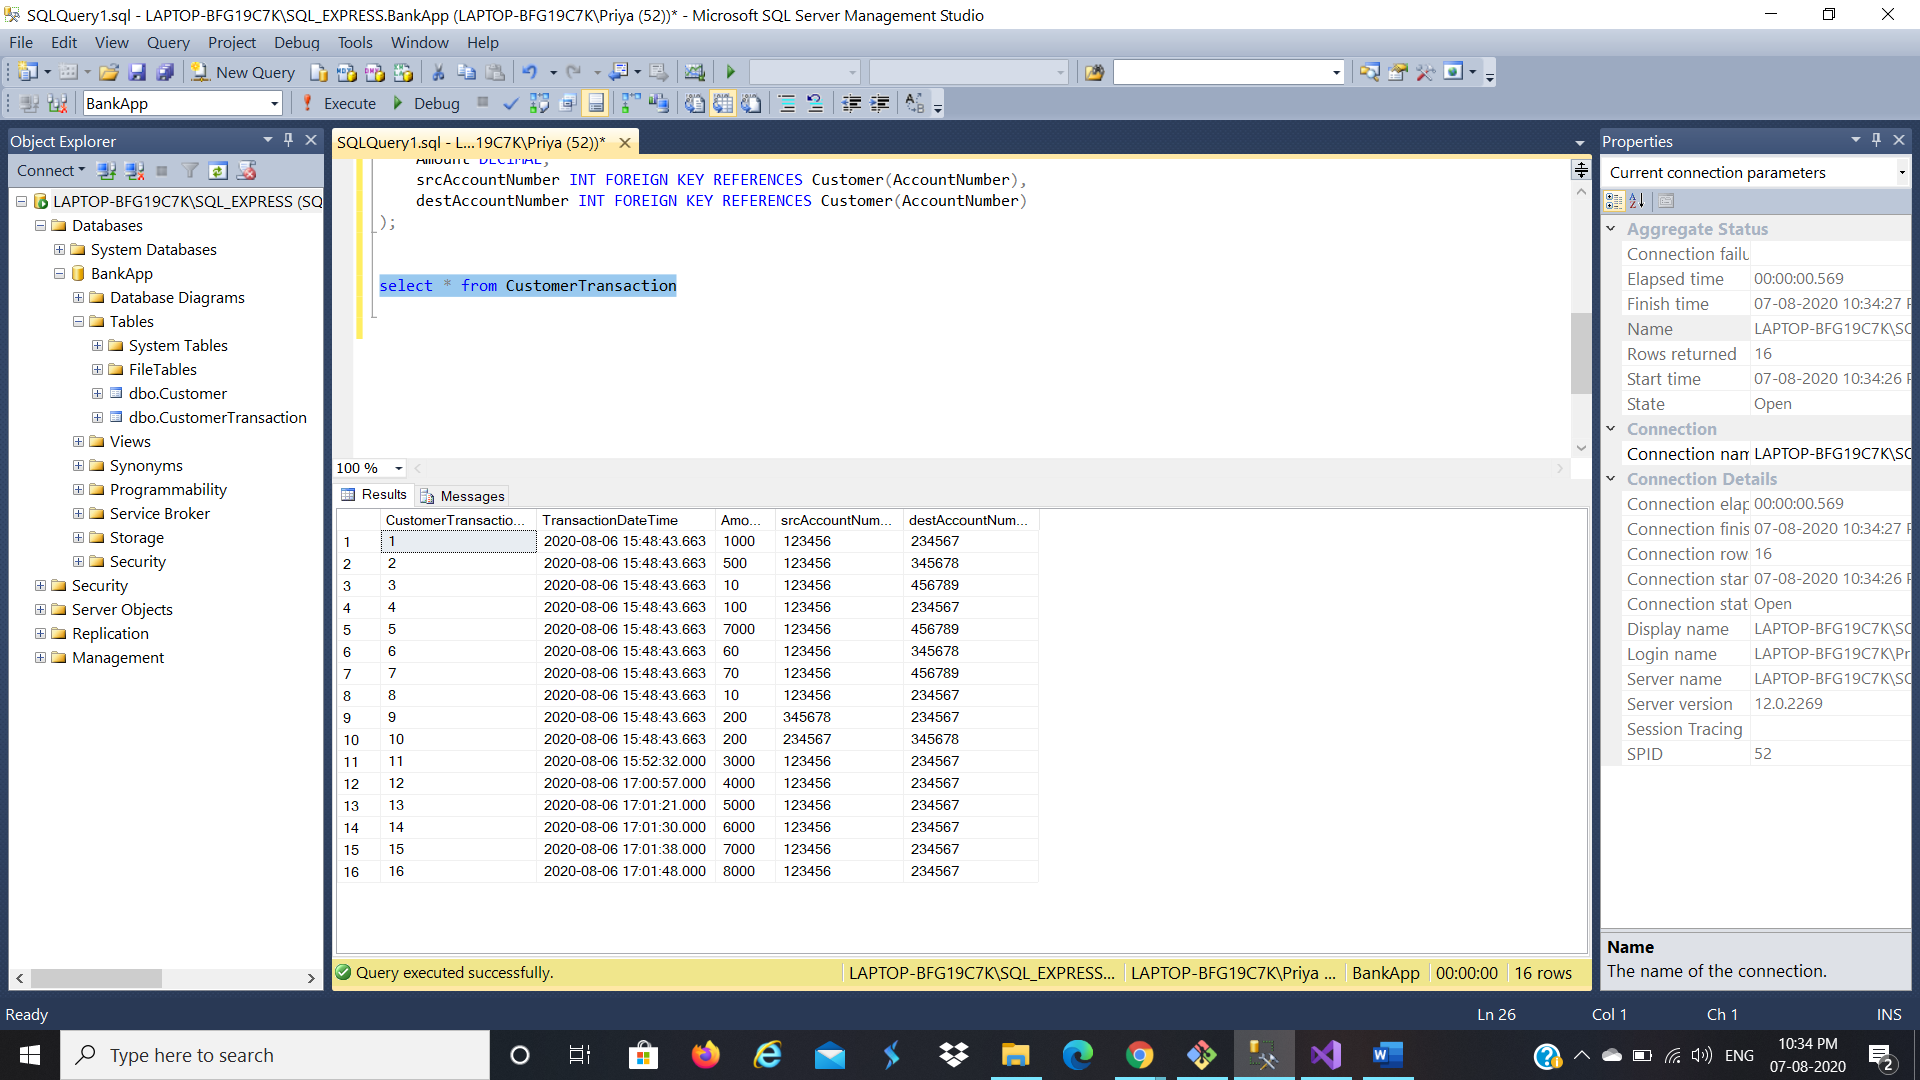 SQLQuery1.sql - LAPTOP-BFG19C7K\SQL_EXPRESS.BankApp (LAPTOP-BFG19C7K\Priya (52))* - Microsoft SQL Server Management Studio
File Edit View Query Project Debug Tools Window Help
New Query
BankApp Execute Debug
Object Explorer
Connect
LAPTOP-BFG19C7K\SQL_EXPRESS (SQ
Databases
System Databases
BankApp
Database Diagrams
Tables
System Tables
FileTables
dbo.Customer
dbo.CustomerTransaction
Views
Synonyms
Programmability
Service Broker
Storage
Security
Security
Server Objects
Replication
Management
SQLQuery1.sql - L...19C7K\Priya (52))*
Amount DECIMAL,
srcAccountNumber INT FOREIGN KEY REFERENCES Customer(AccountNumber),
destAccountNumber INT FOREIGN KEY REFERENCES Customer(AccountNumber)
);
select * from CustomerTransaction
100 %
Results Messages
CustomerTransactio... TransactionDateTime Amo... srcAccountNum... destAccountNum...
1 1 2020-08-06 15:48:43.663 1000 123456 234567
2 2 2020-08-06 15:48:43.663 500 123456 345678
3 3 2020-08-06 15:48:43.663 10 123456 456789
4 4 2020-08-06 15:48:43.663 100 123456 234567
5 5 2020-08-06 15:48:43.663 7000 123456 456789
6 6 2020-08-06 15:48:43.663 60 123456 345678
7 7 2020-08-06 15:48:43.663 70 123456 456789
8 8 2020-08-06 15:48:43.663 10 123456 234567
9 9 2020-08-06 15:48:43.663 200 345678 234567
10 10 2020-08-06 15:48:43.663 200 234567 345678
11 11 2020-08-06 15:52:32.000 3000 123456 234567
12 12 2020-08-06 17:00:57.000 4000 123456 234567
13 13 2020-08-06 17:01:21.000 5000 123456 234567
14 14 2020-08-06 17:01:30.000 6000 123456 234567
15 15 2020-08-06 17:01:38.000 7000 123456 234567
16 16 2020-08-06 17:01:48.000 8000 123456 234567
Query executed successfully. LAPTOP-BFG19C7K\SQL_EXPRESS... LAPTOP-BFG19C7K\Priya ... BankApp 00:00:00 16 rows
Properties
Current connection parameters
Aggregate Status
Connection failu
Elapsed time 00:00:00.569
Finish time 07-08-2020 10:34:27 P
Name LAPTOP-BFG19C7K\SC
Rows returned 16
Start time 07-08-2020 10:34:26 P
State Open
Connection
Connection nam LAPTOP-BFG19C7K\SC
Connection Details
Connection elap 00:00:00.569
Connection finis 07-08-2020 10:34:27 P
Connection row 16
Connection star 07-08-2020 10:34:26 P
Connection stat Open
Display name LAPTOP-BFG19C7K\SC
Login name LAPTOP-BFG19C7K\Pr
Server name LAPTOP-BFG19C7K\SC
Server version 12.0.2269
Session Tracing
SPID 52
Name
The name of the connection.
Ready Ln 26 Col 1 Ch 1 INS
Type here to search
ENG
10:34 PM
07-08-2020
2